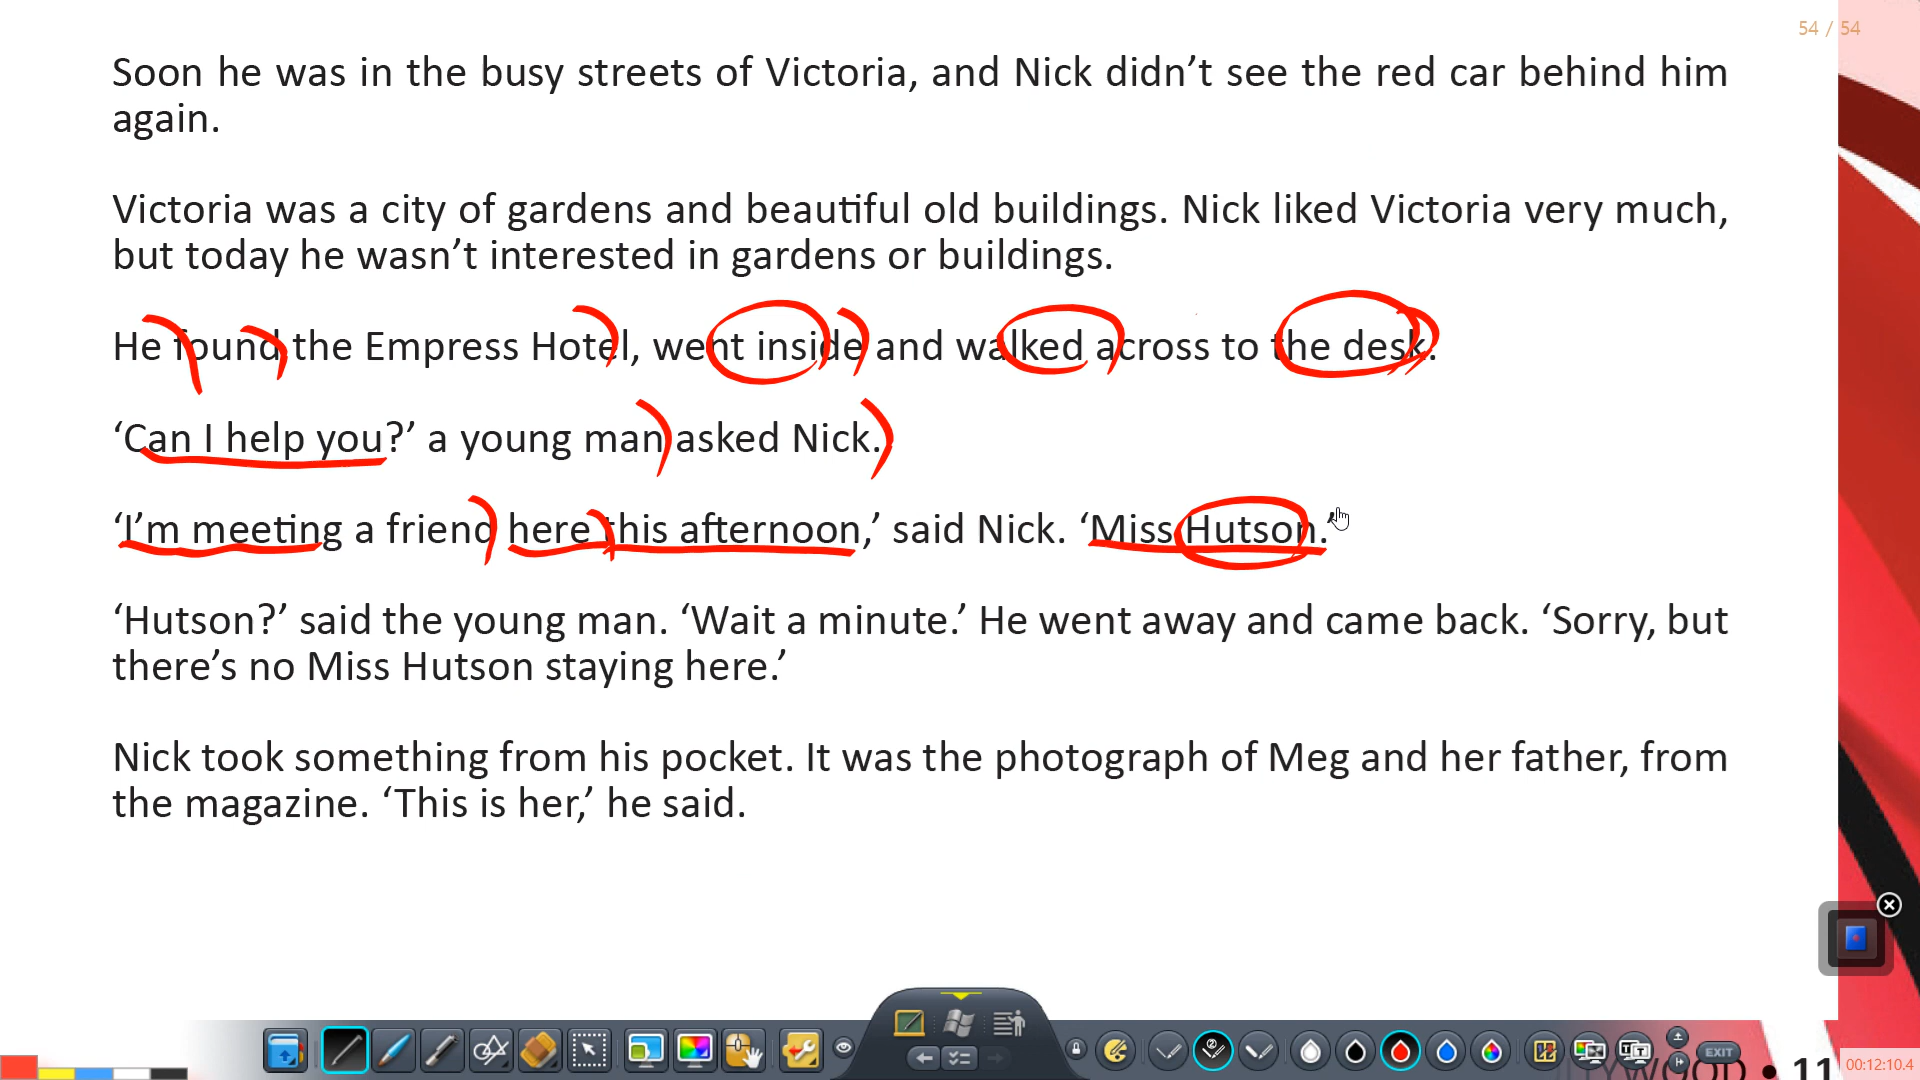 54 / 54
Soon he was in the busy streets of Victoria, and Nick didn’t see the red car behind him
again.
Victoria was a city of gardens and beautiful old buildings. Nick liked Victoria very much,
but today he wasn’t interested in gardens or buildings.
He found the Empress Hotel, went inside and walked across to the desk.
‘Can I help you?’ a young man asked Nick.
‘I’m meeting a friend here this afternoon,’ said Nick. ‘Miss Hutson.’
‘Hutson?’ said the young man. ‘Wait a minute.’ He went away and came back. ‘Sorry, but
there’s no Miss Hutson staying here.’
Nick took something from his pocket. It was the photograph of Meg and her father, from
the magazine. ‘This is her,’ he said.
EXIT
11
00:12:10.4